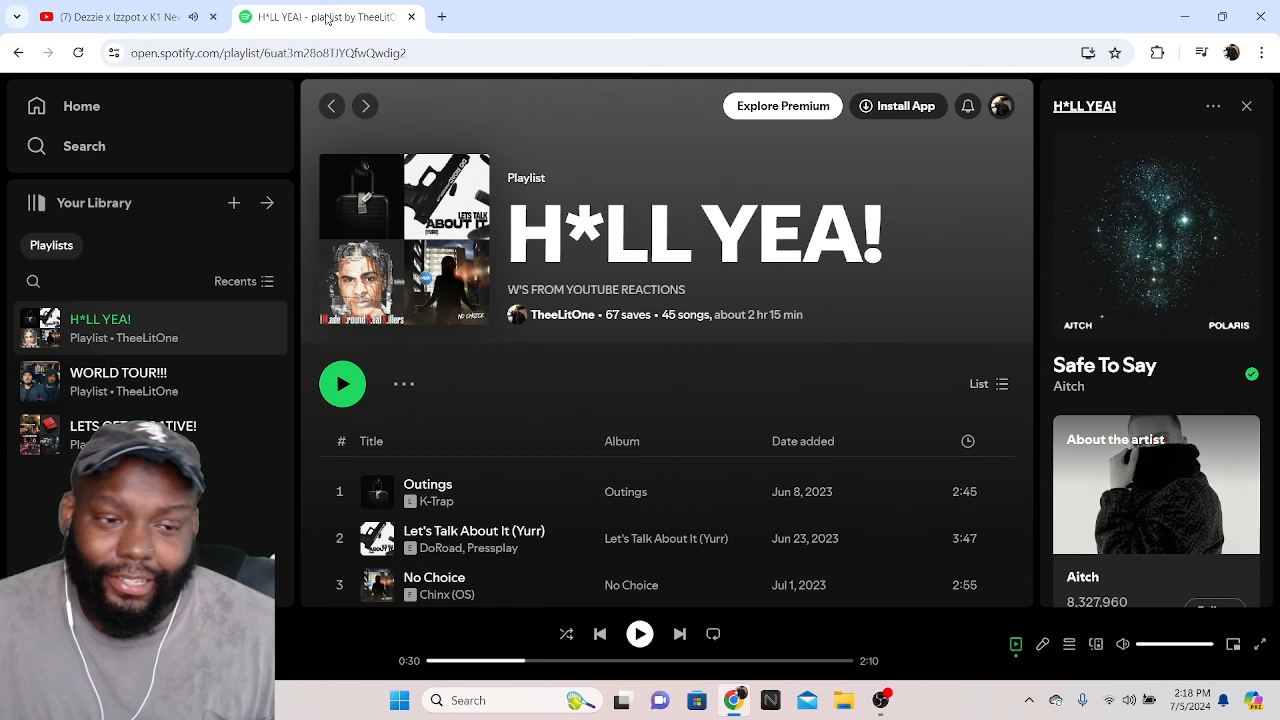 (7) Dezzie x Izzpot x K1 Nev
H*LL YEA! - playlist by TheeLitO
open.spotify.com/playlist/6uat3m28o8TJYQfwQwdig2
Home
Search
Your Library
Playlists
Recents
H*LL YEA!
Playlist • TheeLitOne
WORLD TOUR!!!
Playlist • TheeLitOne
Explore Premium
Install App
Playlist
H*LL YEA!
W'S FROM YOUTUBE REACTIONS
TheeLitOne • 67 saves • 45 songs, about 2 hr 15 min
List
# Title Album Date added
1 Outings Outings Jun 8, 2023 2:45
E K-Trap
2 Let's Talk About It (Yurr) Let's Talk About It (Yurr) Jun 23, 2023 3:47
E DoRoad, Pressplay
3 No Choice No Choice Jul 1, 2023 2:55
E Chinx (OS)
H*LL YEA!
AITCH POLARIS
Safe To Say
Aitch
About the artist
Aitch
8,327,960
0:30 2:10
Search
2:18 PM
7/5/2024